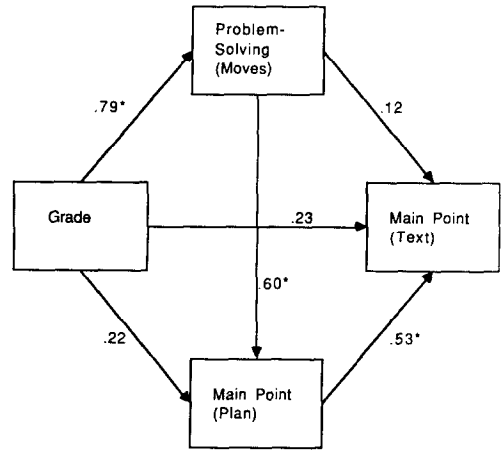 Problem-
Solving
(Moves)
.79*
.12
Grade
.23
Main Point
(Text)
.60*
.22
.53*
Main Point
(Plan)